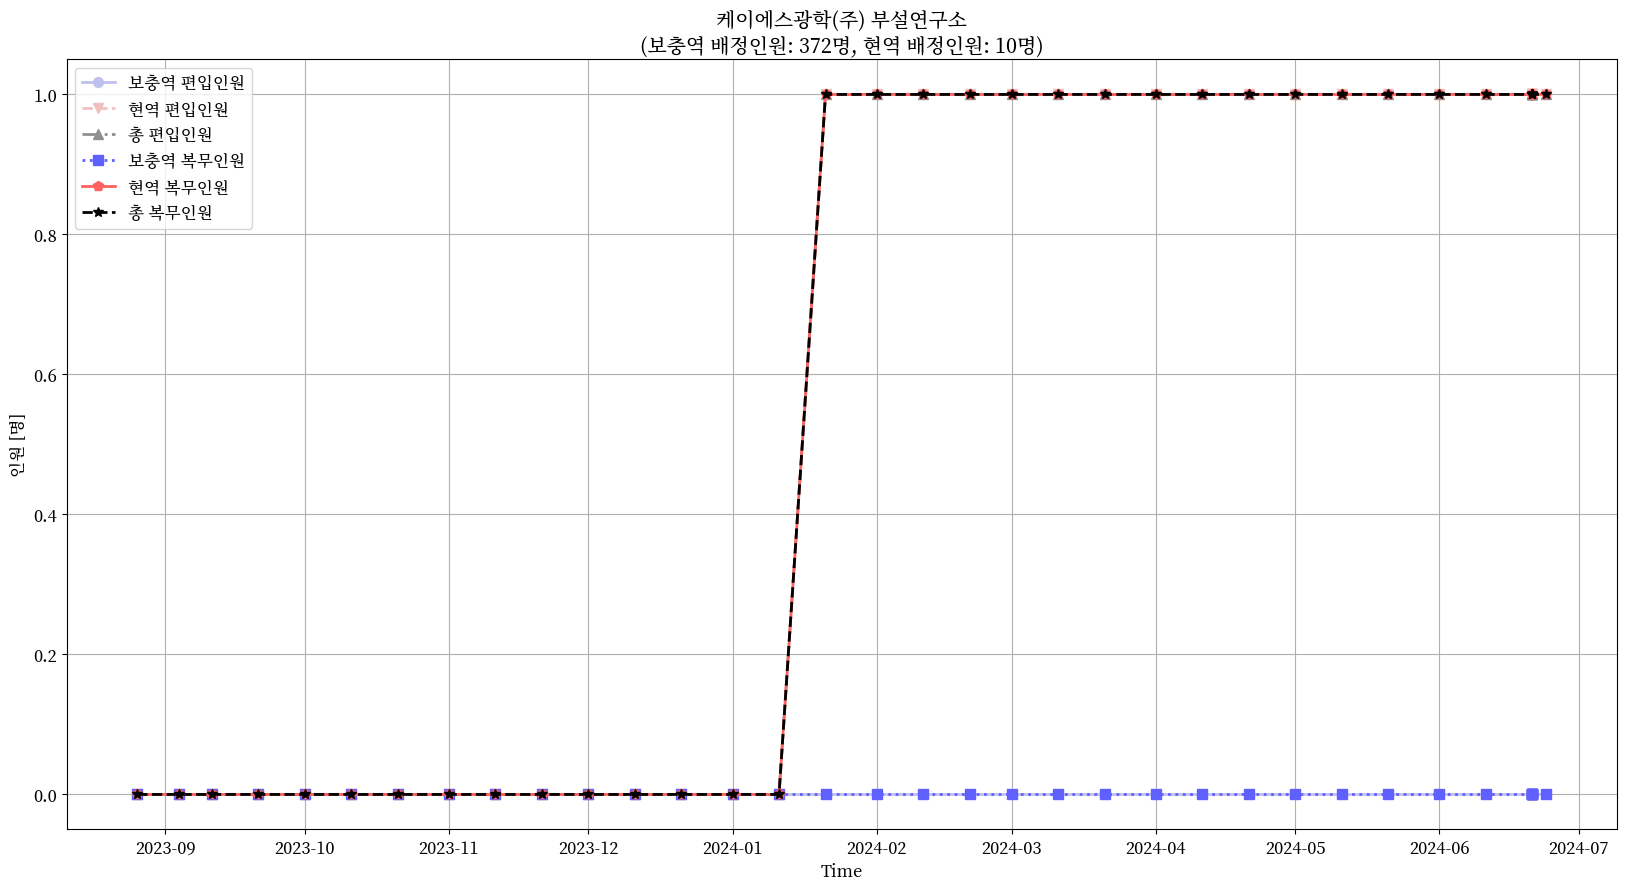 케이에스광학(주) 부설연구소
(보충역 배정인원: 372명, 현역 배정인원: 10명)
보충역 편입인원
현역 편입인원
총 편입인원
보충역 복무인원
현역 복무인원
총 복무인원
인원 [명]
1.0
0.8
0.6
0.4
0.2
0.0
2023-09
2023-10
2023-11
2023-12
2024-01
2024-02
2024-03
2024-04
2024-05
2024-06
2024-07
Time